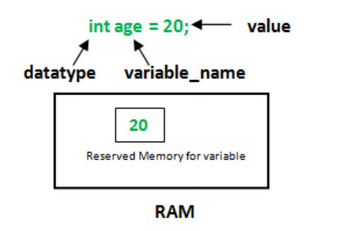 int age = 20; value
datatype variable_name
20
Reserved Memory for variable
RAM